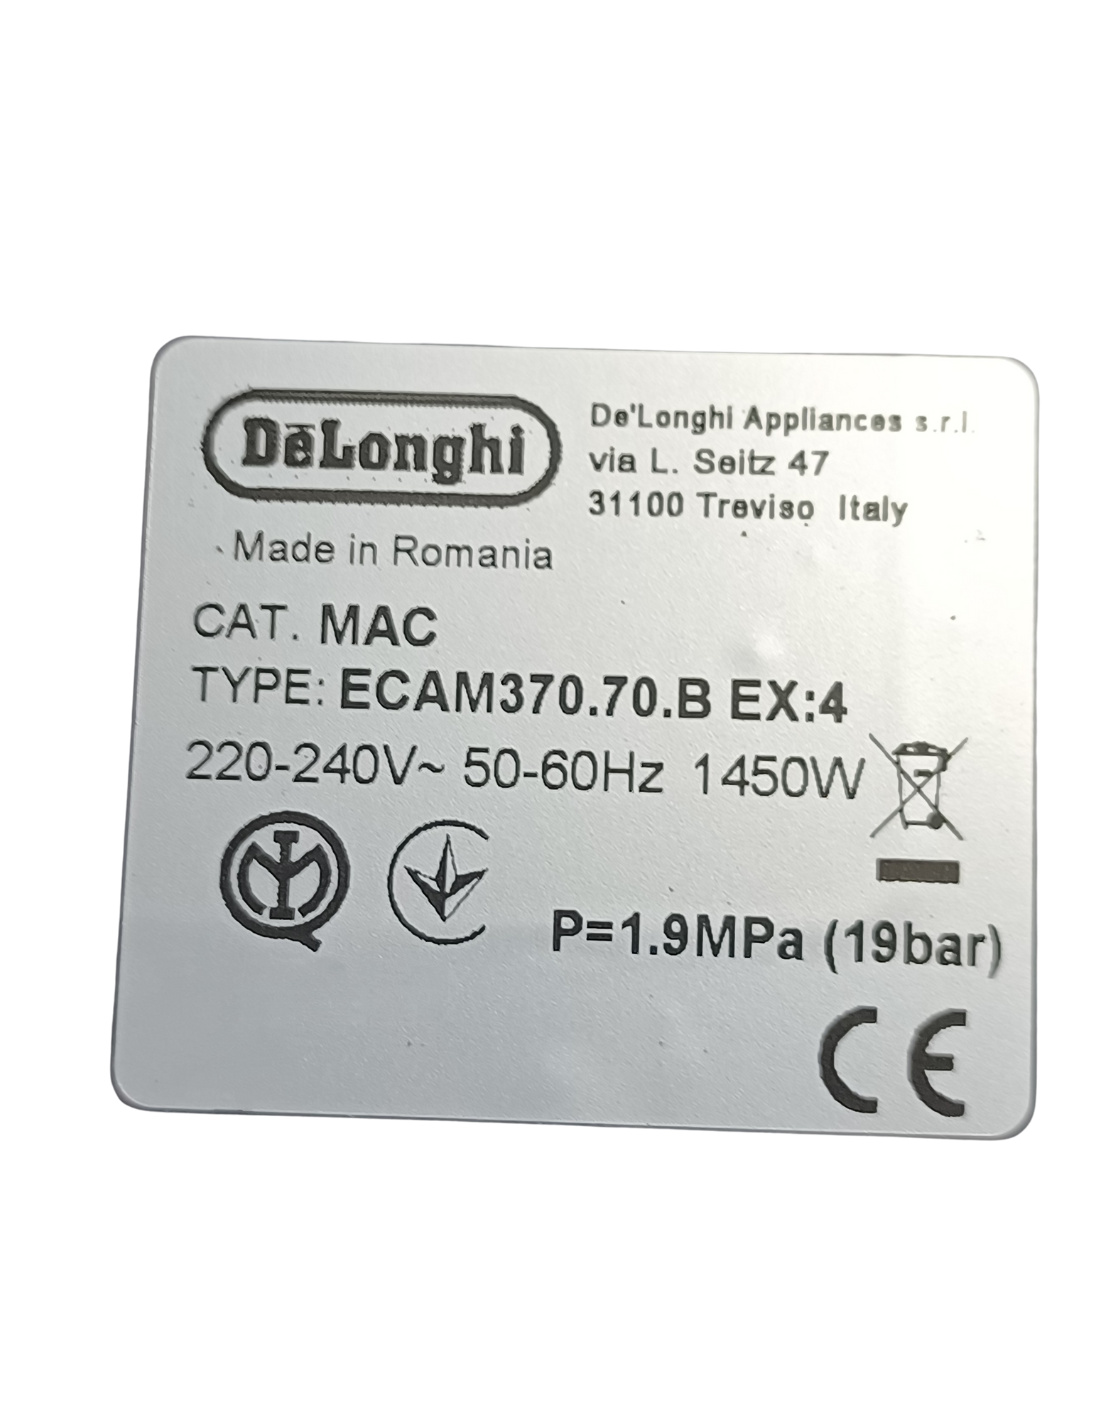 DeLonghi
De'Longhi Appliances s.r.l.
via L. Seitz 47
31100 Treviso Italy
Made in Romania
CAT. MAC
TYPE: ECAM370.70.B EX:4
220-240V~ 50-60Hz 1450W
P=1.9MPa (19bar)
CE